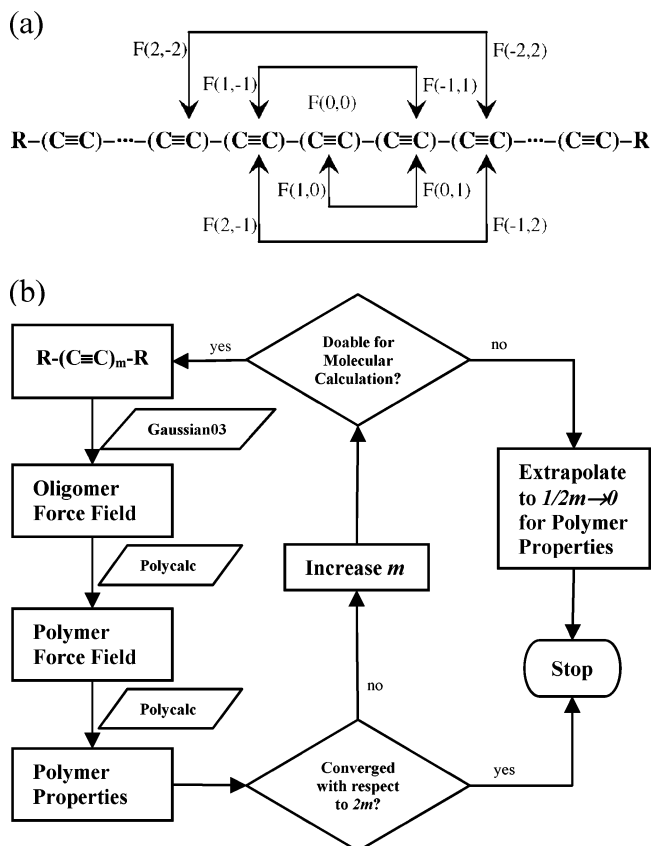 (a)
F(2,-2)
F(-2,2)
F(1,-1)
F(-1,1)
F(0,0)
R–(C≡C)–···–(C≡C)–(C≡C)–(C≡C)–(C≡C)–(C≡C)–···–(C≡C)–R
F(1,0)
F(0,1)
F(2,-1)
F(-1,2)
(b)
R-(C≡C)ₘ-R
yes
Doable for
Molecular
Calculation?
no
Gaussian03
Oligomer
Force Field
Extrapolate
to 1/2m→0
for Polymer
Properties
Polycalc
Increase m
Polymer
Force Field
Stop
Polycalc
no
Polymer
Properties
Converged
with respect
to 2m?
yes